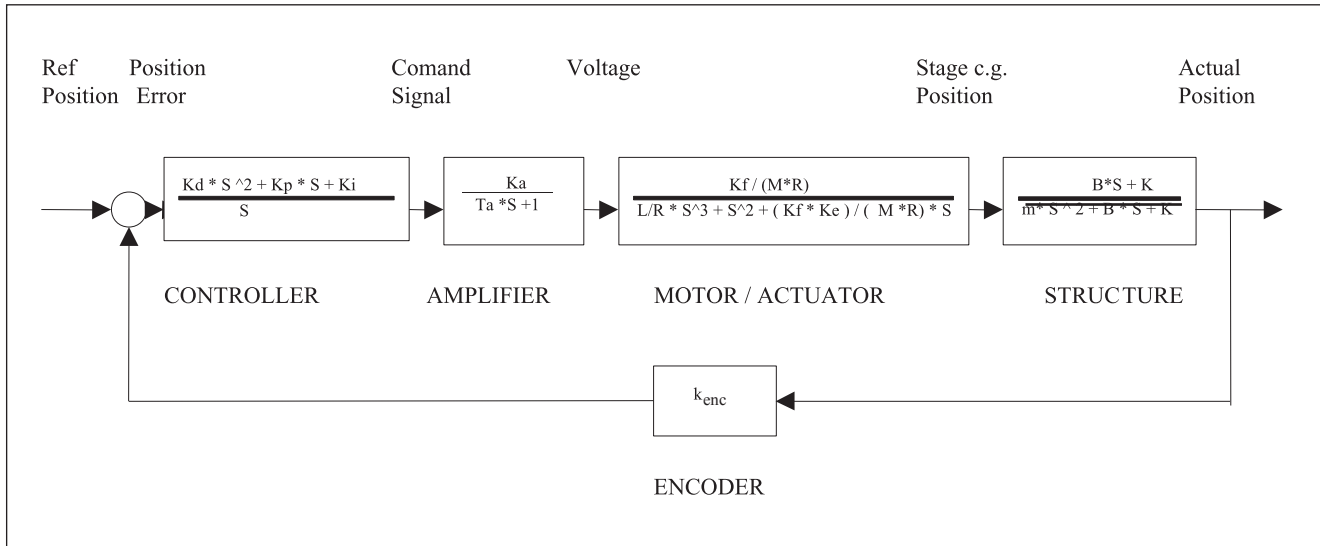 Ref Position Comand Voltage Stage c.g. Actual
Position Error Signal Position Position
Kd * S ^2 + Kp * S + Ki
S
Ka
Ta *S +1
Kf / (M*R)
L/R * S^3 + S^2 + ( Kf * Ke ) / ( M *R) * S
B*S + K
m* S ^ 2 + B * S + K
CONTROLLER AMPLIFIER MOTOR / ACTUATOR STRUCTURE
kenc
ENCODER